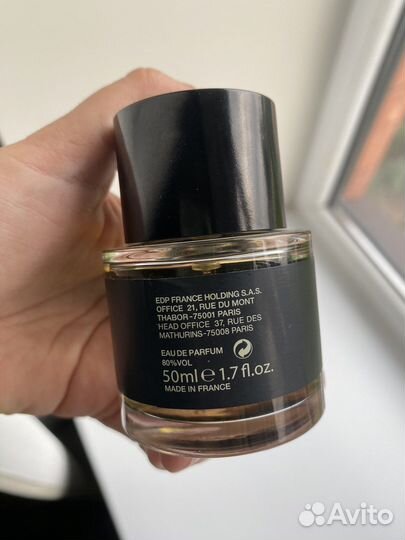 EDP FRANCE HOLDING S.A.S.
OFFICE 21, RUE DU MONT
THABOR-75001 PARIS
HEAD OFFICE 37, RUE DES
MATHURINS-75008 PARIS
EAU DE PARFUM
80%VOL
50ml e 1.7 fl.oz.
MADE IN FRANCE
Avito